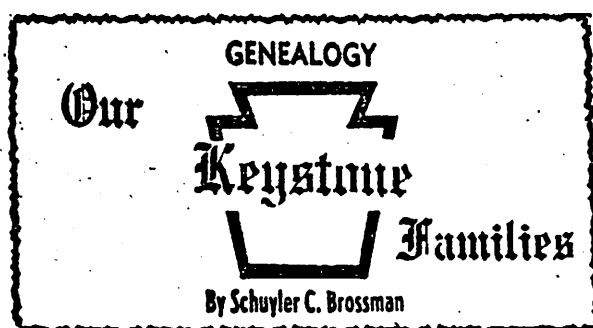 GENEALOGY
Our
Keystone
Families
By Schuyler C. Brossman